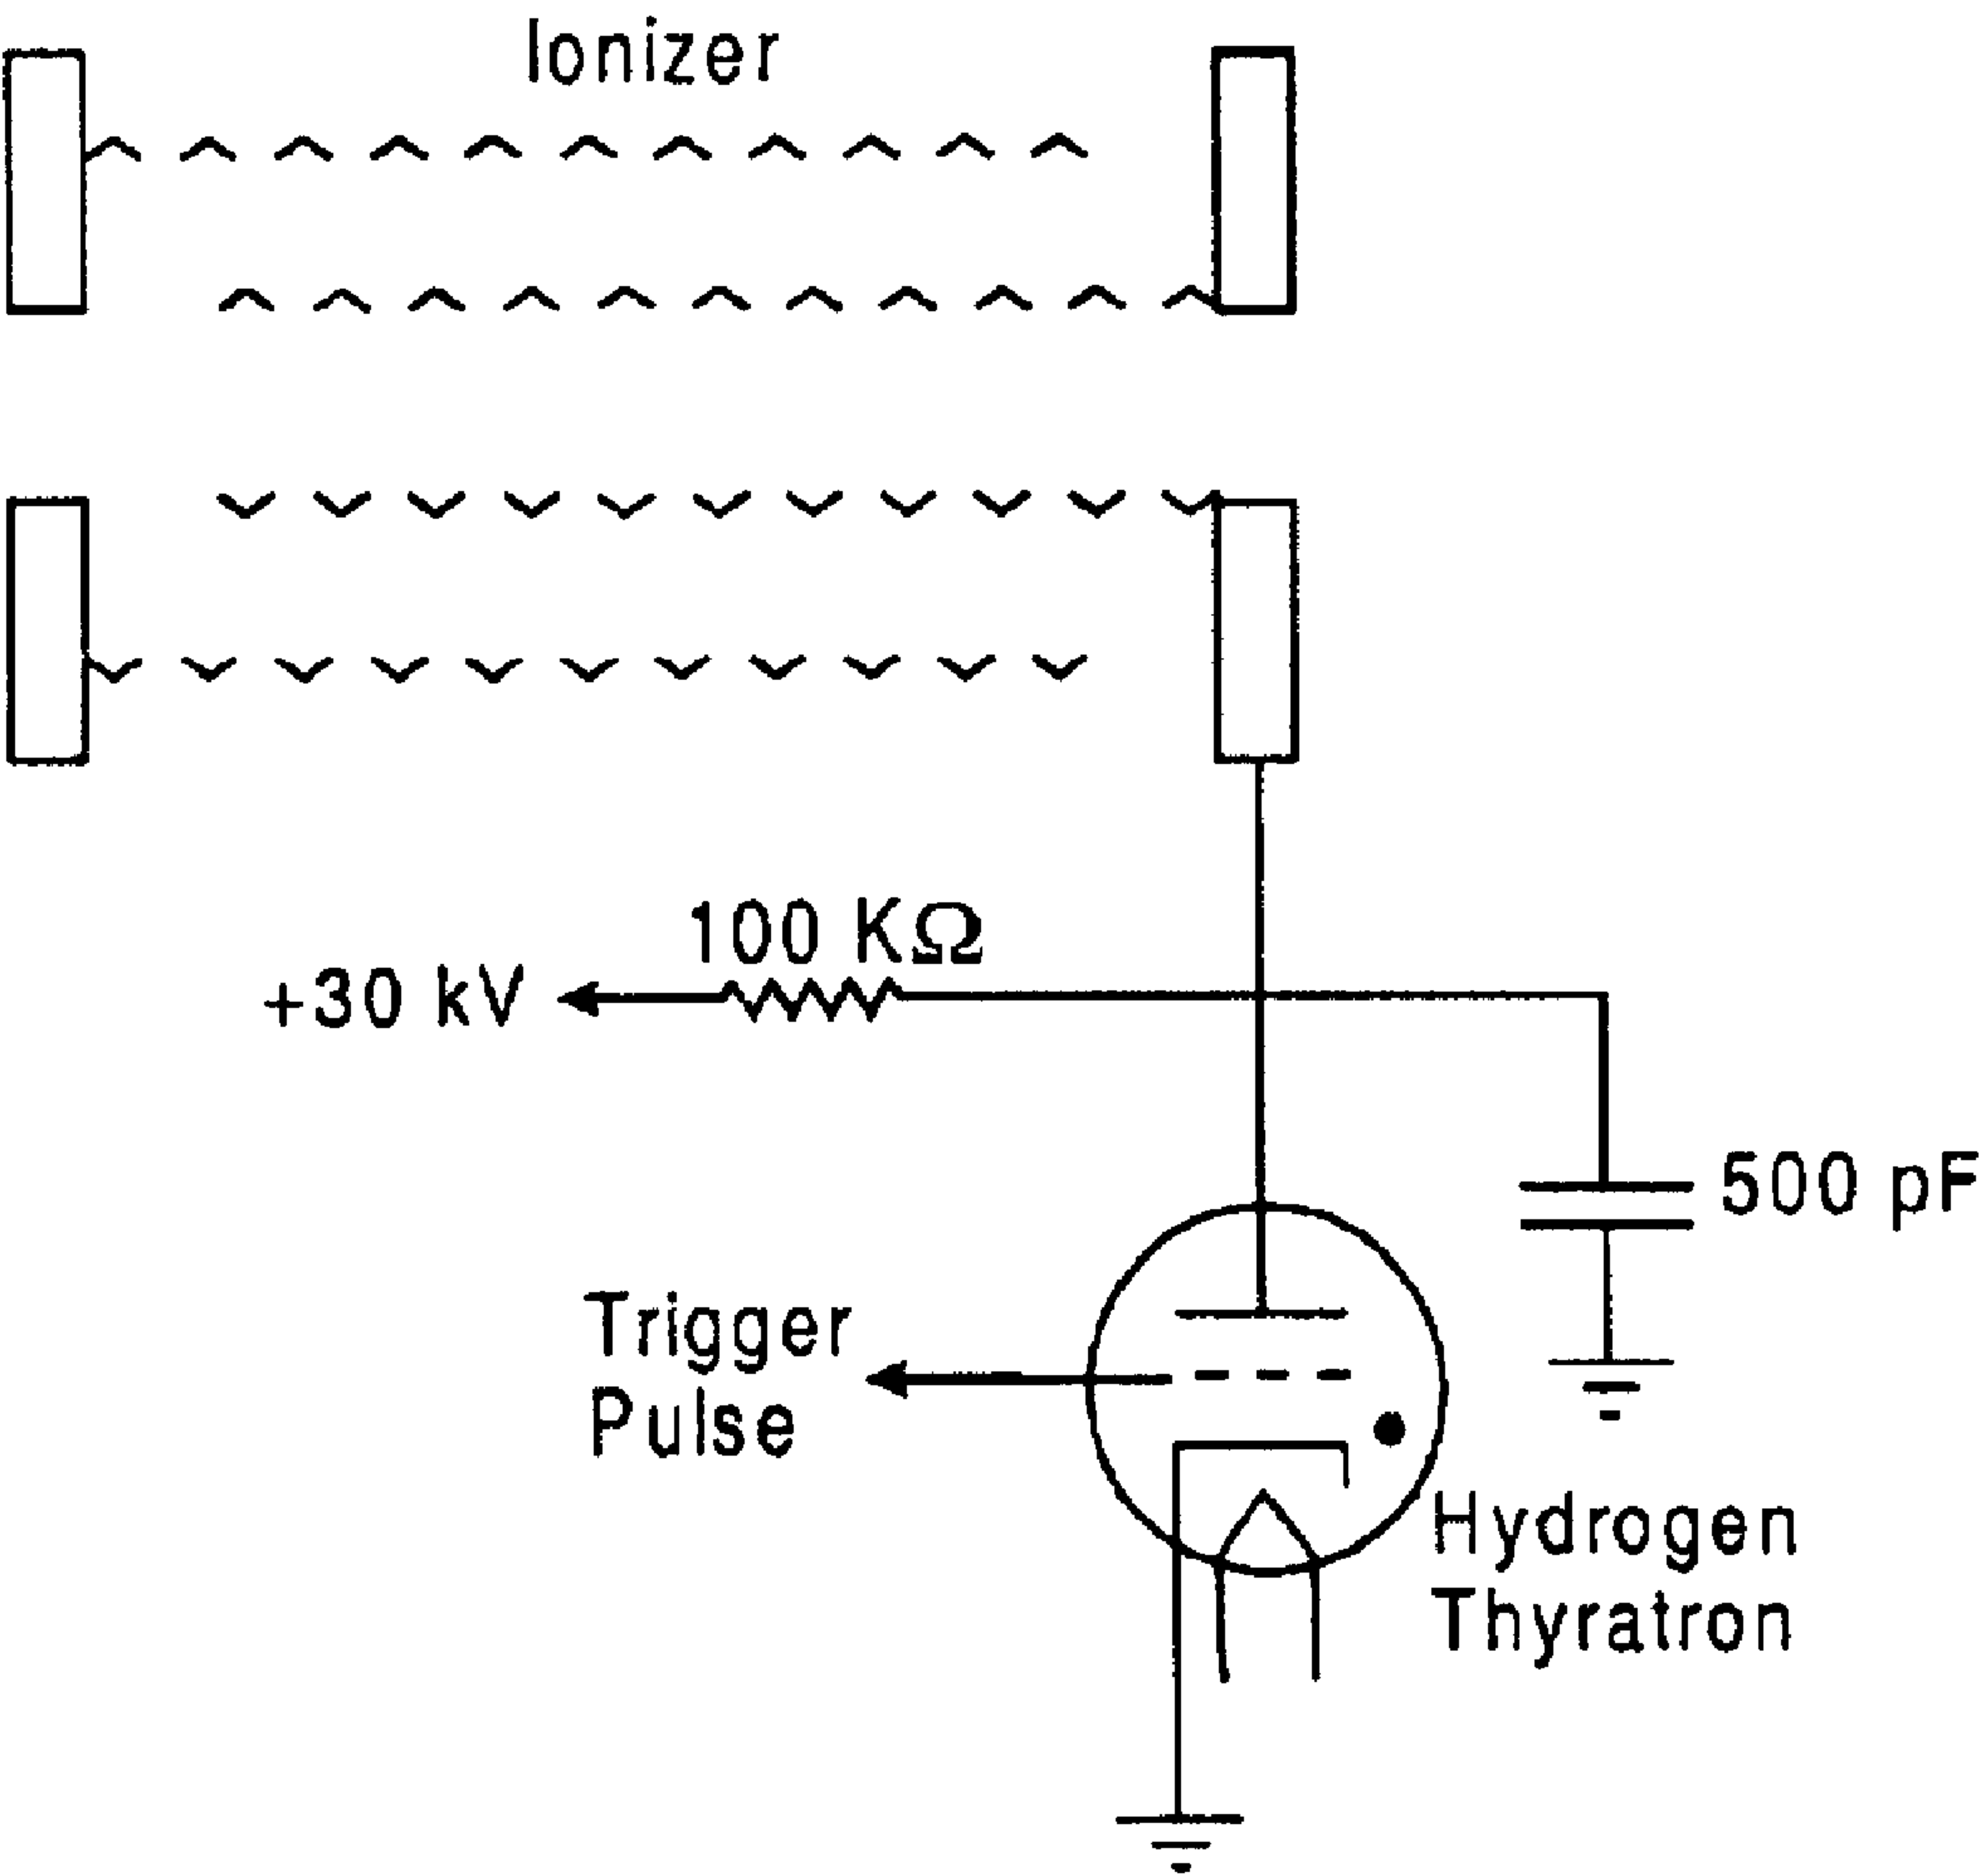 Ionizer
100 KΩ
+30 kV
500 pF
Trigger
Pulse
Hydrogen
Thyratron